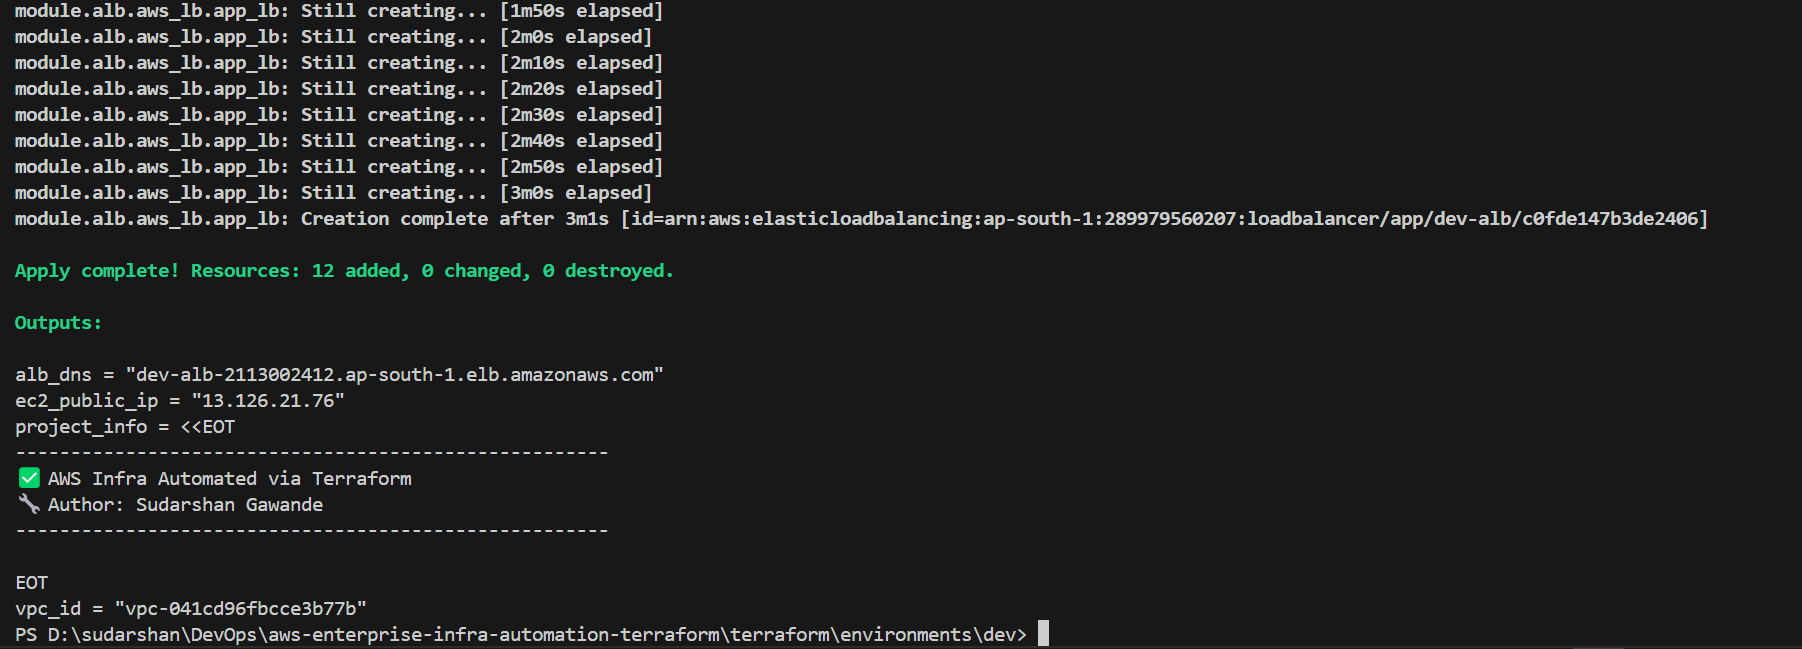 module.alb.aws_lb.app_lb: Still creating... [1m50s elapsed]
module.alb.aws_lb.app_lb: Still creating... [2m0s elapsed]
module.alb.aws_lb.app_lb: Still creating... [2m10s elapsed]
module.alb.aws_lb.app_lb: Still creating... [2m20s elapsed]
module.alb.aws_lb.app_lb: Still creating... [2m30s elapsed]
module.alb.aws_lb.app_lb: Still creating... [2m40s elapsed]
module.alb.aws_lb.app_lb: Still creating... [2m50s elapsed]
module.alb.aws_lb.app_lb: Still creating... [3m0s elapsed]
module.alb.aws_lb.app_lb: Creation complete after 3m1s [id=arn:aws:elasticloadbalancing:ap-south-1:289979560207:loadbalancer/app/dev-alb/c0fde147b3de2406]
Apply complete! Resources: 12 added, 0 changed, 0 destroyed.
Outputs:
alb_dns = "dev-alb-2113002412.ap-south-1.elb.amazonaws.com"
ec2_public_ip = "13.126.21.76"
project_info = <<EOT
------------------------------------------------------
✅ AWS Infra Automated via Terraform
🔧 Author: Sudarshan Gawande
------------------------------------------------------
EOT
vpc_id = "vpc-041cd96fbcce3b77b"
PS D:\sudarshan\DevOps\aws-enterprise-infra-automation-terraform\terraform\environments\dev>